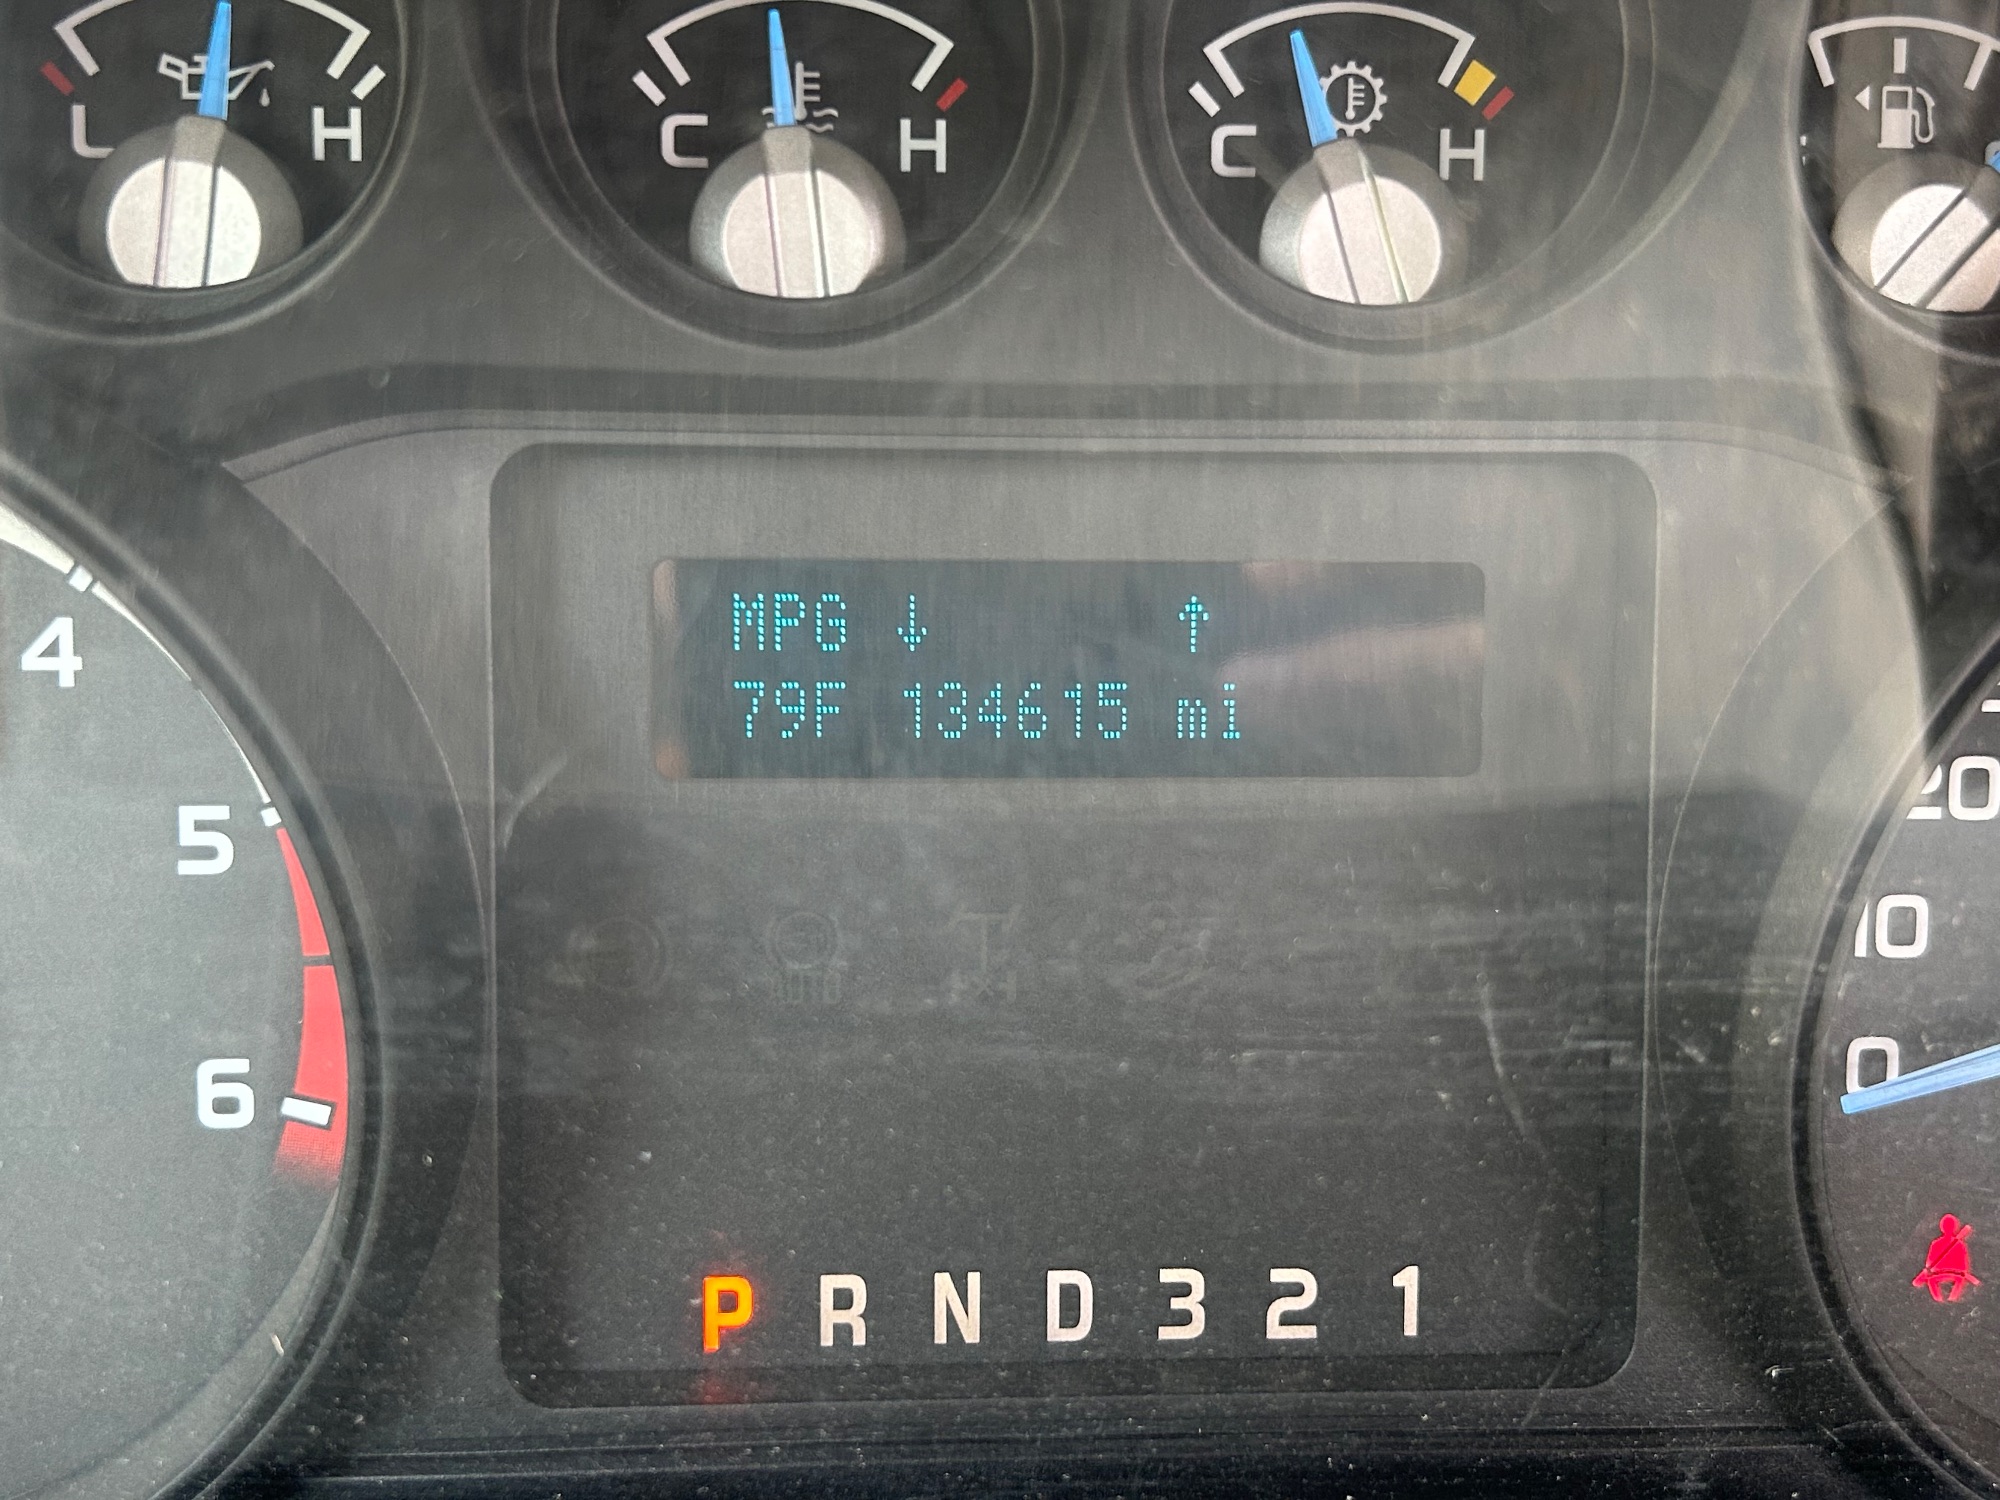 L H
C H
C H
MPG ↓ ↑
79F 134615 mi
4
5
6
20
10
0
P R N D 3 2 1